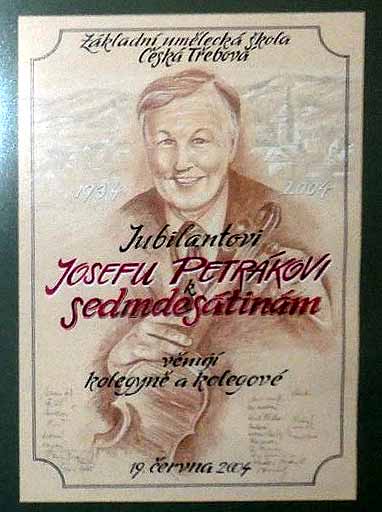 Základní umělecká škola
Česká Třebová
1934 2004
Jubilantovi
JOSEFU PETRÁKOVI
k
sedmdesátinám
věnují
kolegyně a kolegové
19. června 2004